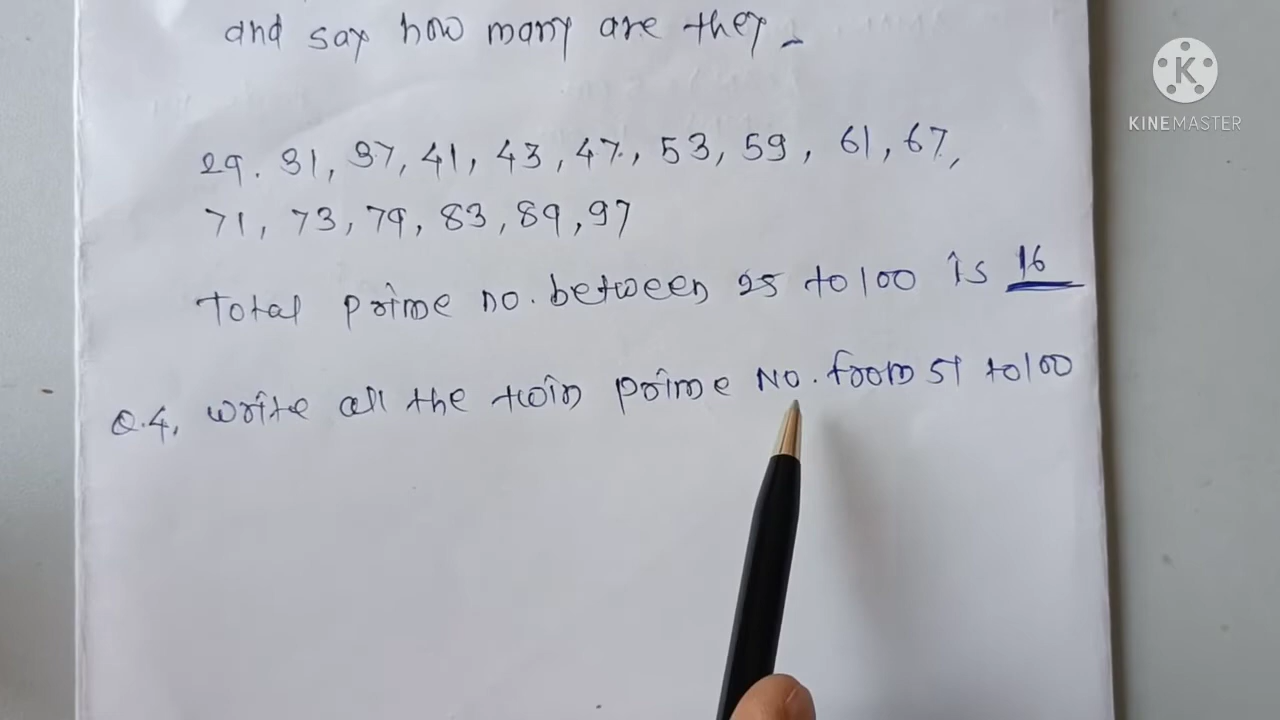 and say how many are they -
KINEMASTER
29. 31, 37, 41, 43, 47, 53, 59, 61, 67,
71, 73, 79, 83, 89, 97
Total prime no. between 25 to 100 is 16
Q.4. write all the twin prime No. from 51 to 100